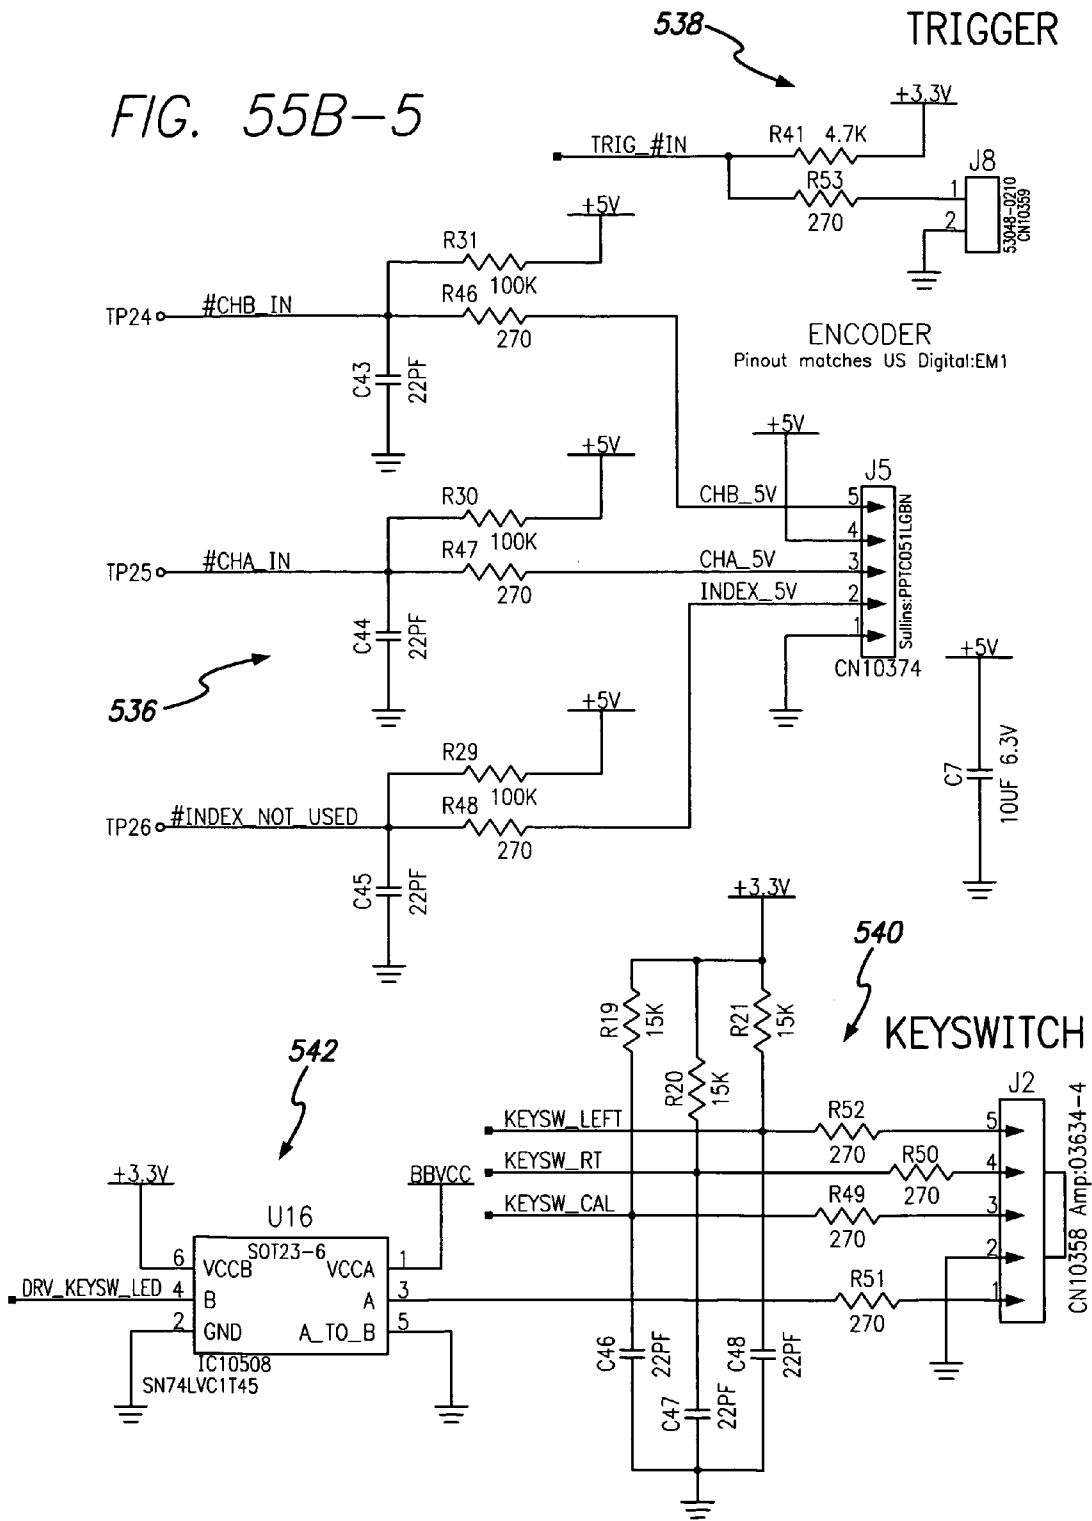 538
TRIGGER
FIG. 55B-5
+3.3V
TRIG_#IN
R41 4.7K
J8
R53
1
270
2
53048-0210
CN10359
+5V
R31
100K
#CHB_IN
R46
TP24
270
C43
22PF
ENCODER
Pinout matches US Digital:EM1
+5V
+5V
J5
R30
100K
CHB_5V
5
4
#CHA_IN
R47
CHA_5V
3
TP25
270
INDEX_5V
2
1
Sullins:PPTC051LGBN
C44
22PF
CN10374
+5V
536
+5V
R29
100K
C7
10UF 6.3V
#INDEX_NOT_USED
R48
TP26
270
C45
22PF
+3.3V
540
R19
15K
R21
15K
KEYSWITCH
542
R20
15K
J2
KEYSW_LEFT
R52
5
270
+3.3V
BBVCC
KEYSW_RT
R50
4
270
KEYSW_CAL
R49
3
270
U16
SOT23-6
6
VCCB
VCCA
1
2
DRV_KEYSW_LED
4
B
A
3
R51
1
270
2
GND
A_TO_B
5
CN10358 Amp:03634-4
IC10508
SN74LVC1T45
C46
22PF
C48
22PF
C47
22PF